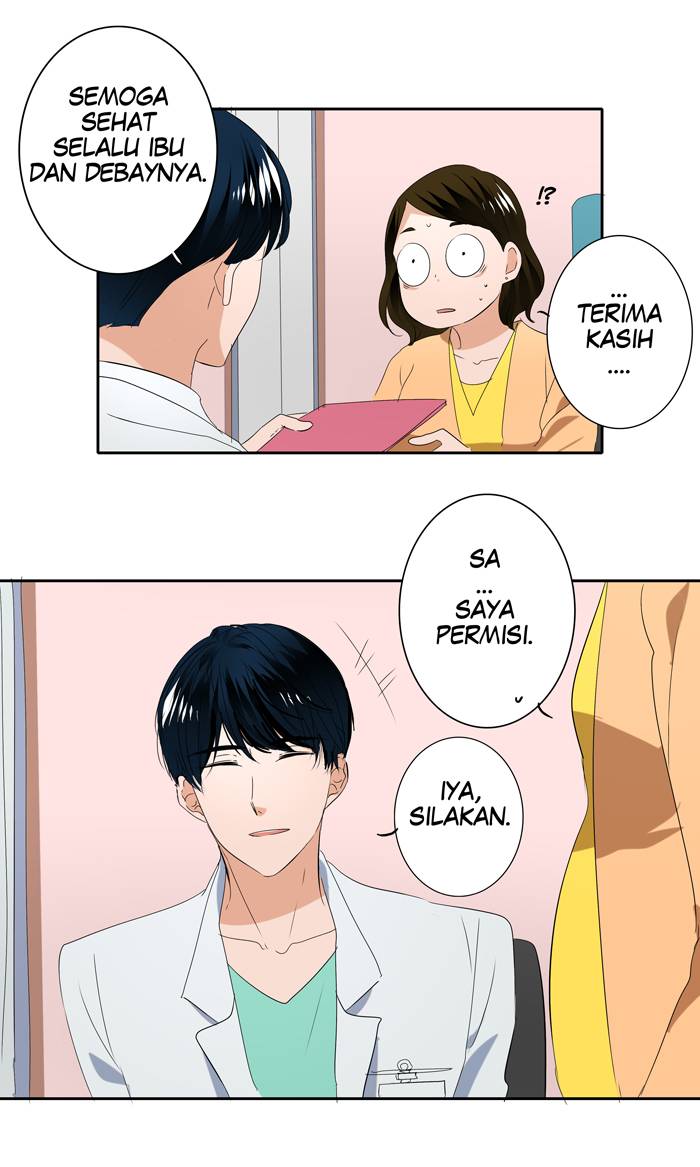 SEMOGA
SEHAT
SELALU IBU
DAN DEBAYNYA.
!?
...
TERIMA
KASIH
....
SA
...
SAYA
PERMISI.
IYA,
SILAKAN.